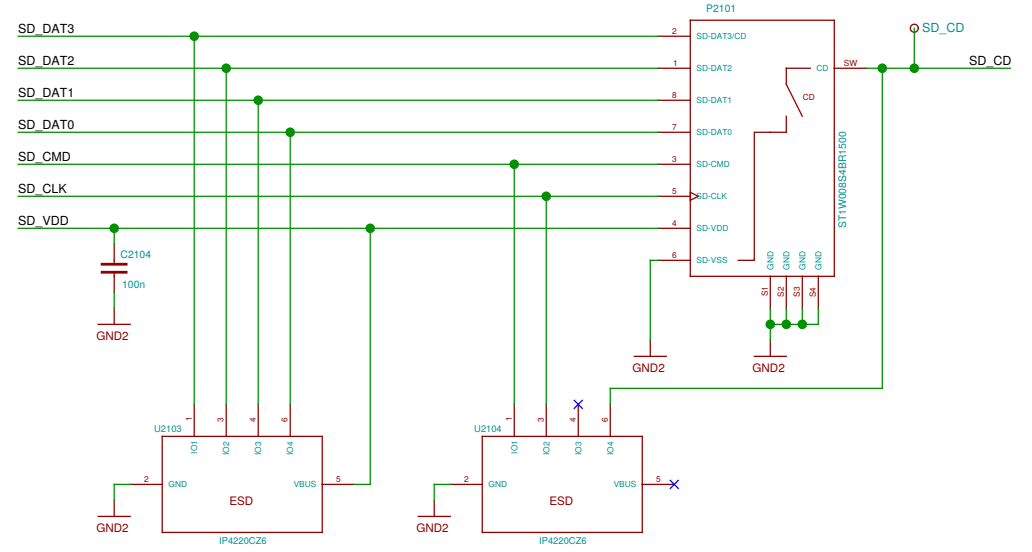 P2101
SD_DAT3 2 SD-DAT3/CD SD_CD
SD_DAT2 1 SD-DAT2 CD SW SD_CD
SD_DAT1 8 SD-DAT1 CD
SD_DAT0 7 SD-DAT0
SD_CMD 3 SD-CMD
SD_CLK 5 SD-CLK
SD_VDD 4 SD-VDD
6 SD-VSS
ST1W008S4BR1500
GND GND GND GND
S1 S2 S3 S4
C2104
100n
GND2
GND2 GND2
1 3 4 6 1 3 4 6
U2103 U2104
IO1 IO2 IO3 IO4 IO1 IO2 IO3 IO4
2 GND VBUS 5 2 GND VBUS 5
ESD ESD
GND2 GND2
IP4220CZ6 IP4220CZ6